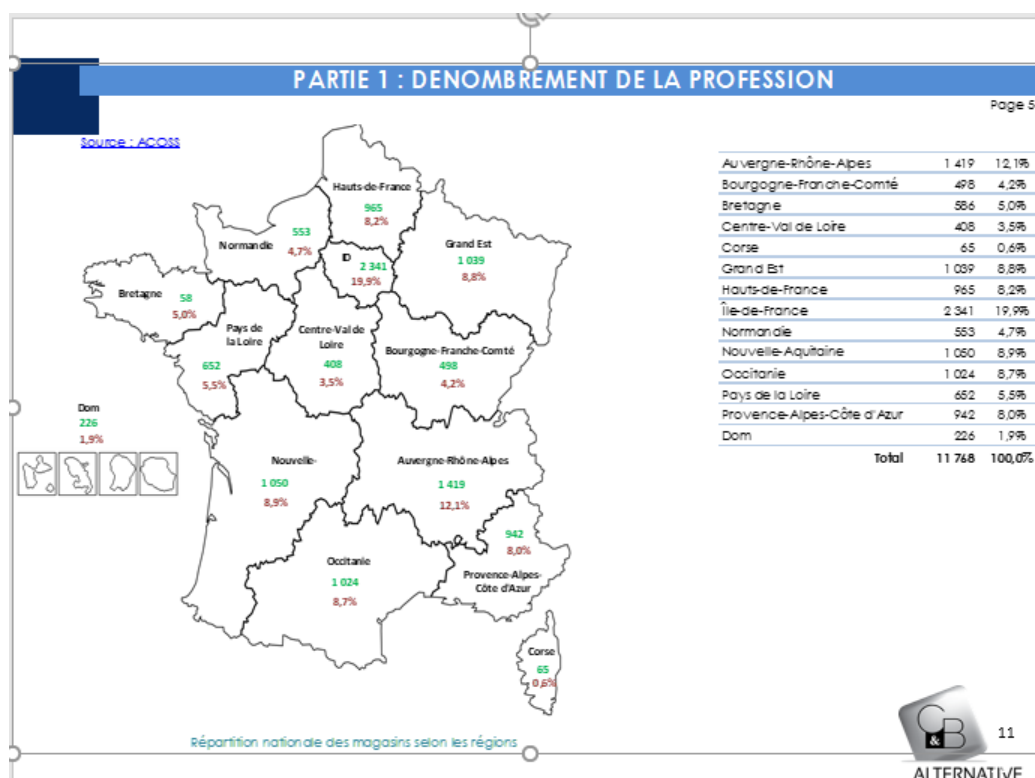 PARTIE 1 : DENOMBREMENT DE LA PROFESSION
Page 5
Source : ACOSS
Hauts-de-France
965
8,2%
Normandie
553
4,7%
ID
2 341
19,9%
Grand Est
1 039
8,8%
Bretagne
58
5,0%
Pays de
la Loire
652
5,5%
Centre-Val de
Loire
408
3,5%
Bourgogne-Franche-Comté
498
4,2%
Dom
226
1,9%
Nouvelle-
1 050
8,9%
Auvergne-Rhône-Alpes
1 419
12,1%
942
8,0%
Provence-Alpes-
Côte d'Azur
Occitanie
1 024
8,7%
Corse
65
0,6%
Auvergne-Rhône-Alpes 1 419 12,1%
Bourgogne-Franche-Comté 498 4,2%
Bretagne 586 5,0%
Centre-Val de Loire 408 3,5%
Corse 65 0,6%
Grand Est 1 039 8,8%
Hauts-de-France 965 8,2%
Île-de-France 2 341 19,9%
Normandie 553 4,7%
Nouvelle-Aquitaine 1 050 8,9%
Occitanie 1 024 8,7%
Pays de la Loire 652 5,5%
Provence-Alpes-Côte d'Azur 942 8,0%
Dom 226 1,9%
Total 11 768 100,0%
Répartition nationale des magasins selon les régions
C&B
ALTERNATIVE
11